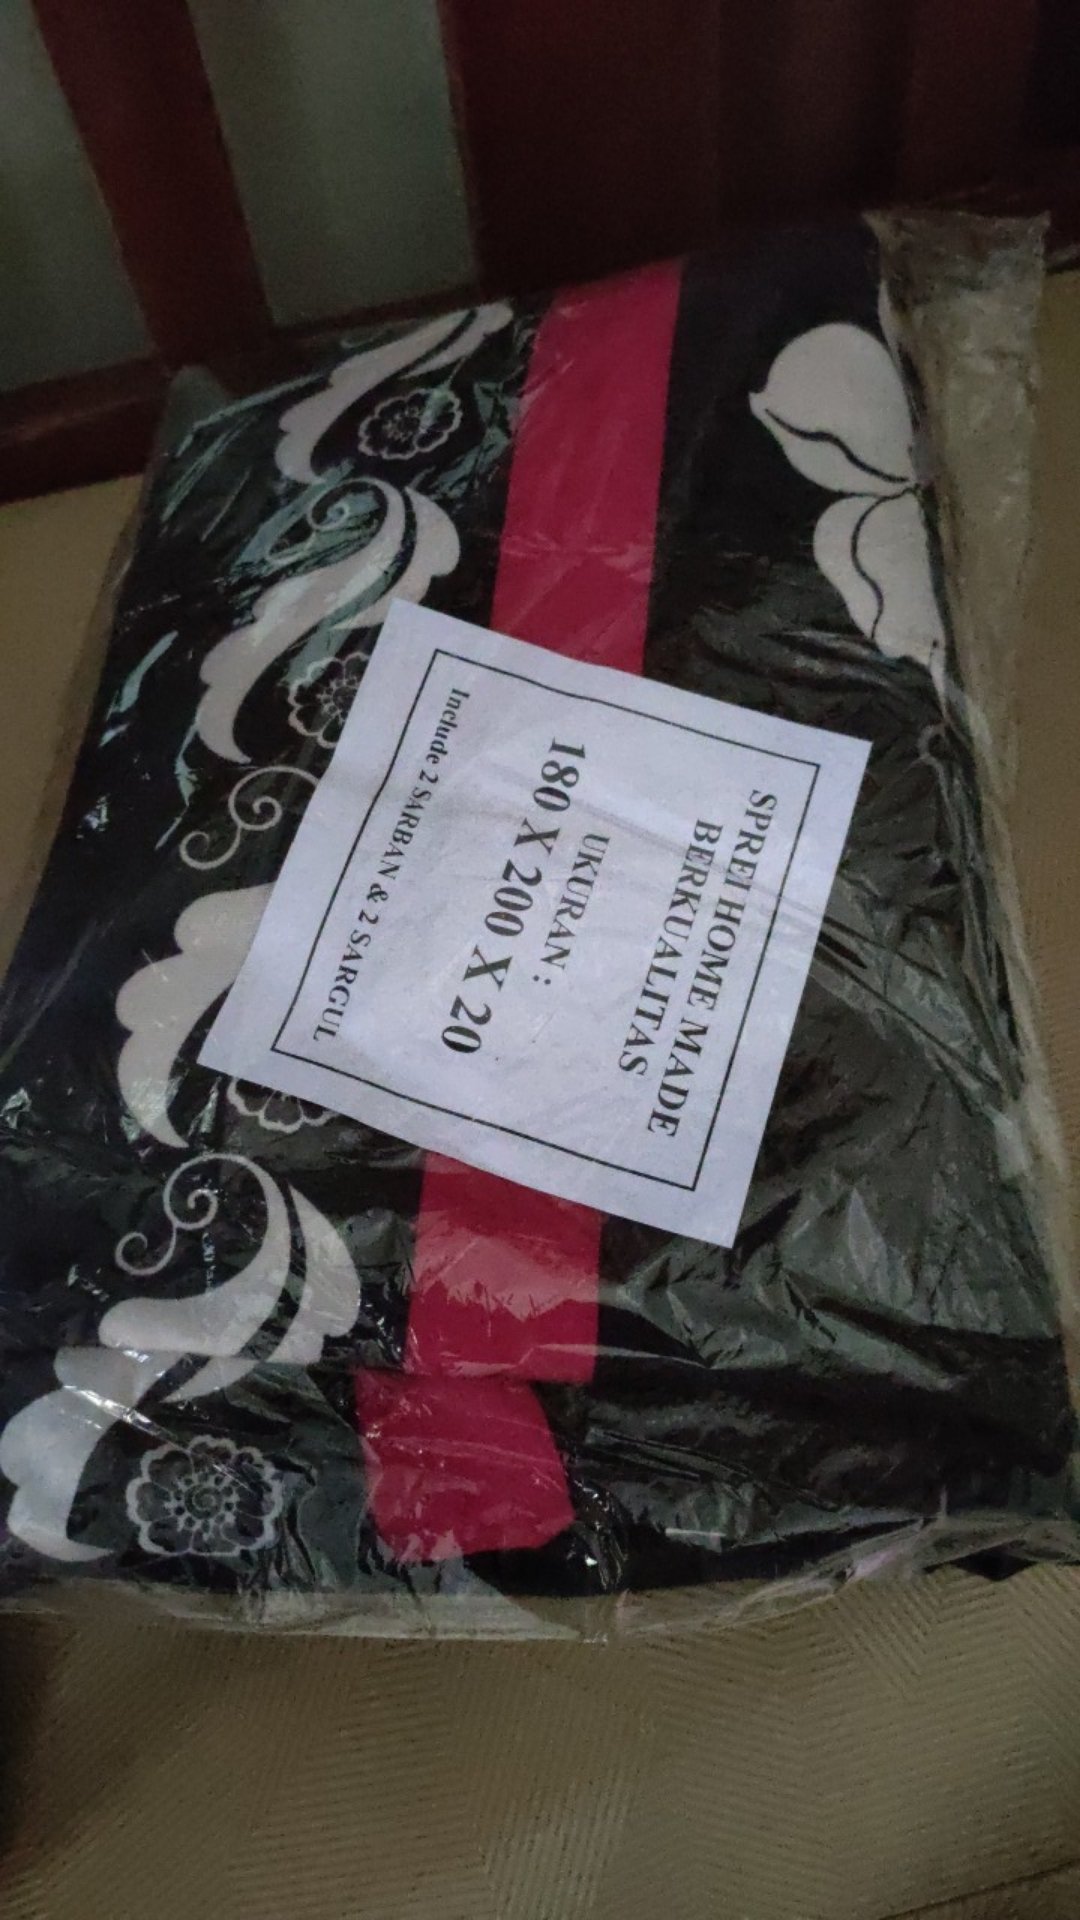 SPREI HOME MADE
BERKUALITAS
UKURAN :
180 X 200 X 20
Include 2 SARBAN & 2 SARGUL